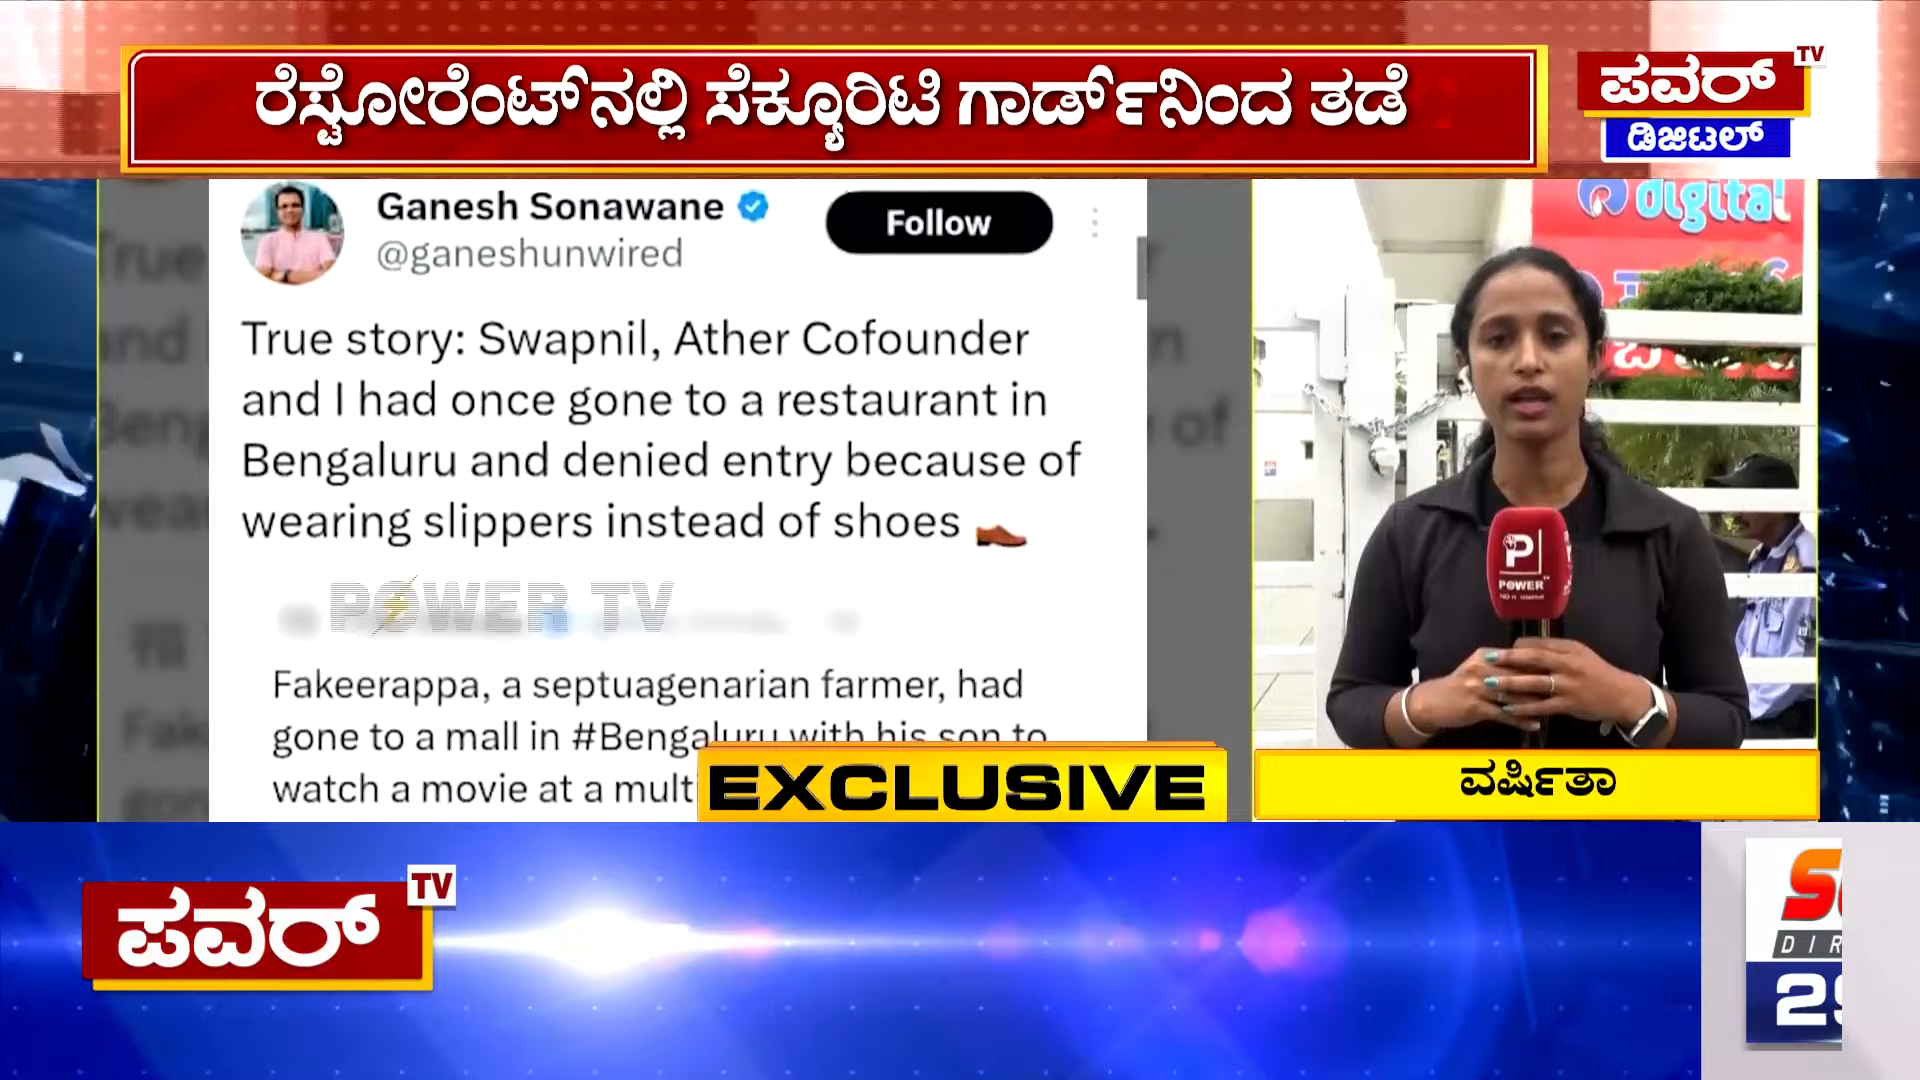 ರೆಸ್ಟೋರೆಂಟ್‌ನಲ್ಲಿ ಸೆಕ್ಯೂರಿಟಿ ಗಾರ್ಡ್‌ನಿಂದ ತಡೆ
ಪವರ್ TV
ಡಿಜಿಟಲ್
Ganesh Sonawane
@ganeshunwired
Follow
True story: Swapnil, Ather Cofounder
and I had once gone to a restaurant in
Bengaluru and denied entry because of
wearing slippers instead of shoes
POWER TV
Fakeerappa, a septuagenarian farmer, had
gone to a mall in #Bengaluru with his son to
watch a movie at a mult
EXCLUSIVE
digital
P
POWER
ವರ್ಷಿತಾ
ಪವರ್ TV
DIR